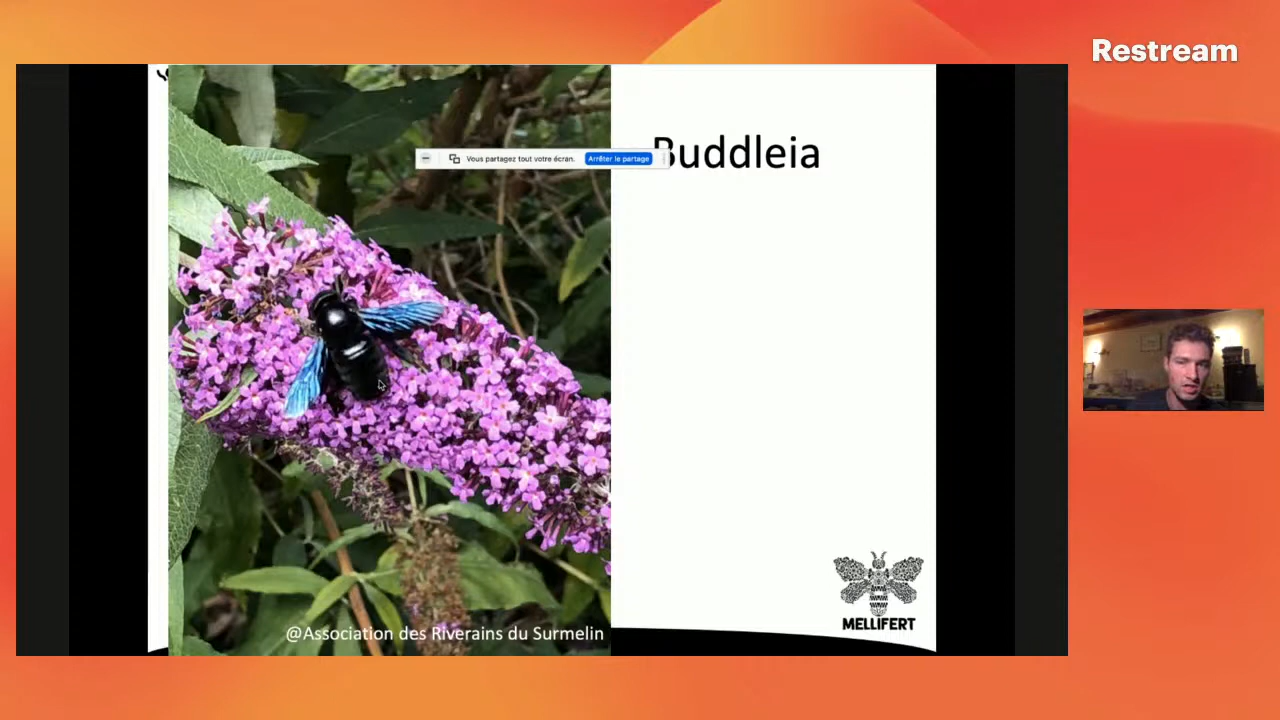 Restream
Buddleia
Vous partagez tout votre écran.
Arrêter le partage
@Association des Riverains du Surmelin
MELLIFERT